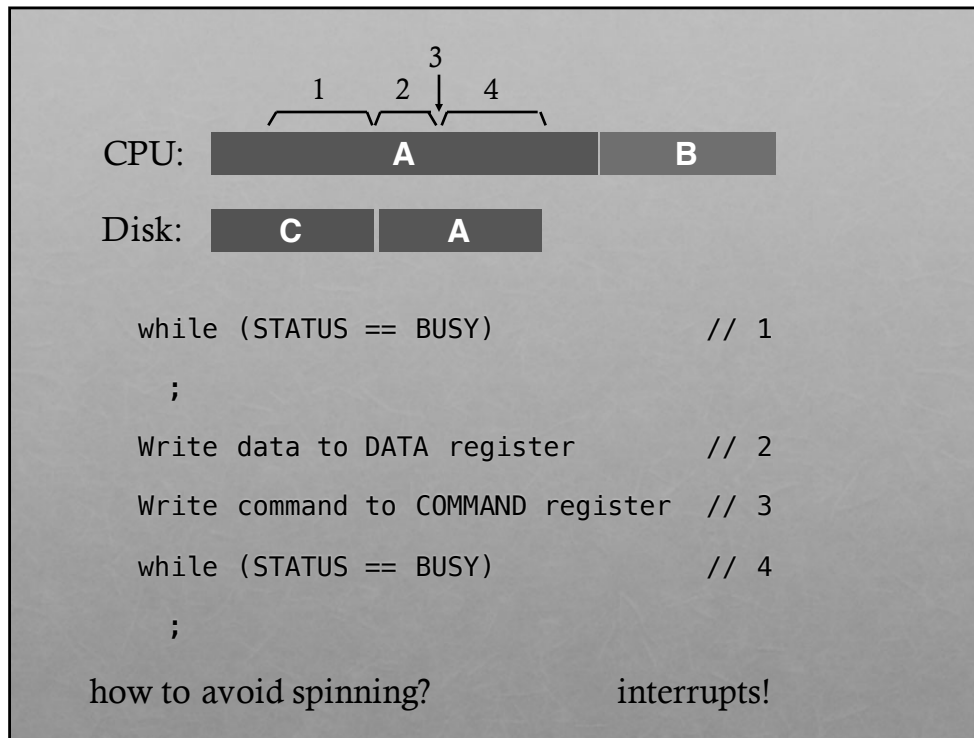 3
1 2 4
CPU: A B
Disk: C A
while (STATUS == BUSY) // 1
;
Write data to DATA register // 2
Write command to COMMAND register // 3
while (STATUS == BUSY) // 4
;
how to avoid spinning? interrupts!